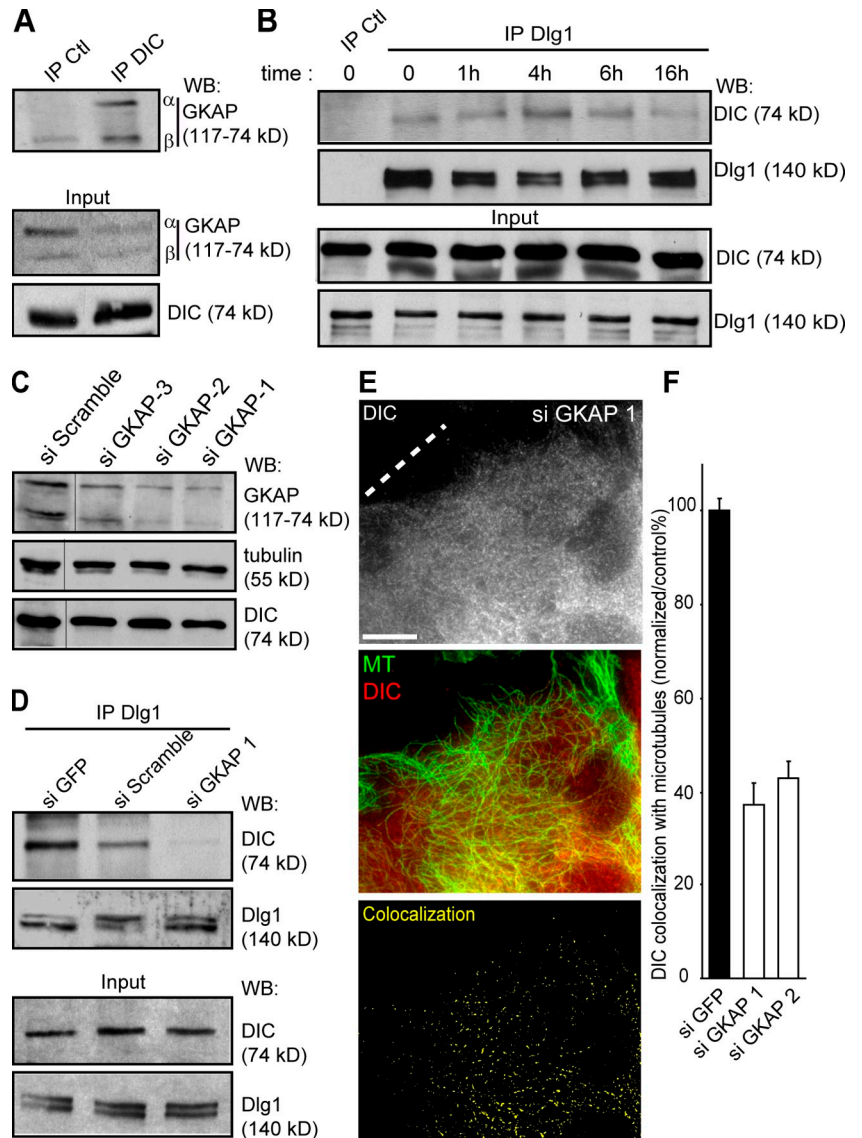 A
IP Ctl
IP DIC
WB:
α
GKAP
β
(117-74 kD)
Input
α
GKAP
β
(117-74 kD)
DIC (74 kD)
B
IP Ctl
IP Dlg1
time :
0
0
1h
4h
6h
16h
WB:
DIC (74 kD)
Dlg1 (140 kD)
Input
DIC (74 kD)
Dlg1 (140 kD)
C
si Scramble
si GKAP-3
si GKAP-2
si GKAP-1
WB:
GKAP
(117-74 kD)
tubulin
(55 kD)
DIC
(74 kD)
D
IP Dlg1
si GFP
si Scramble
si GKAP 1
WB:
DIC
(74 kD)
Dlg1
(140 kD)
Input
WB:
DIC
(74 kD)
Dlg1
(140 kD)
E
DIC
si GKAP 1
MT
DIC
Colocalization
F
DIC colocalization with microtubules (normalized/control%)
100
80
60
40
20
0
si GFP
si GKAP 1
si GKAP 2